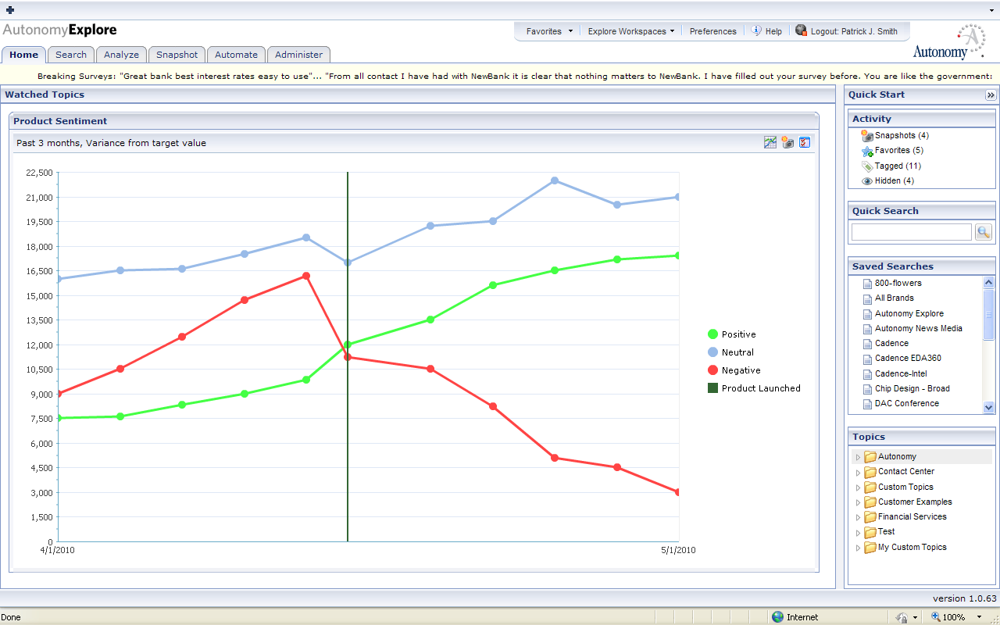 AutonomyExplore
Favorites Explore Workspaces Preferences Help Logout: Patrick J. Smith
Autonomy
Home Search Analyze Snapshot Automate Administer
Breaking Surveys: "Great bank best interest rates easy to use"... "From all contact I have had with NewBank it is clear that nothing matters to NewBank. I have filled out your survey before. You are like the government:
Watched Topics
Product Sentiment
Past 3 months, Variance from target value
22,500
21,000
19,500
18,000
16,500
15,000
13,500
12,000
10,500
9,000
7,500
6,000
4,500
3,000
1,500
0
4/1/2010 5/1/2010
Positive
Neutral
Negative
Product Launched
Quick Start
Activity
Snapshots (4)
Favorites (5)
Tagged (11)
Hidden (4)
Quick Search
Saved Searches
800-flowers
All Brands
Autonomy Explore
Autonomy News Media
Cadence
Cadence EDA360
Cadence-Intel
Chip Design - Broad
DAC Conference
Topics
Autonomy
Contact Center
Custom Topics
Customer Examples
Financial Services
Test
My Custom Topics
version 1.0.63
Done Internet 100%